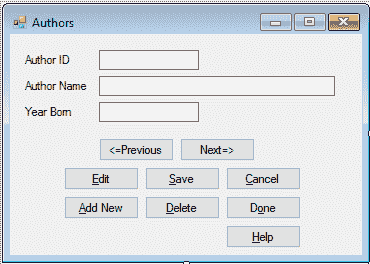 Authors
Author ID
Author Name
Year Born
<=Previous Next=>
Edit Save Cancel
Add New Delete Done
Help